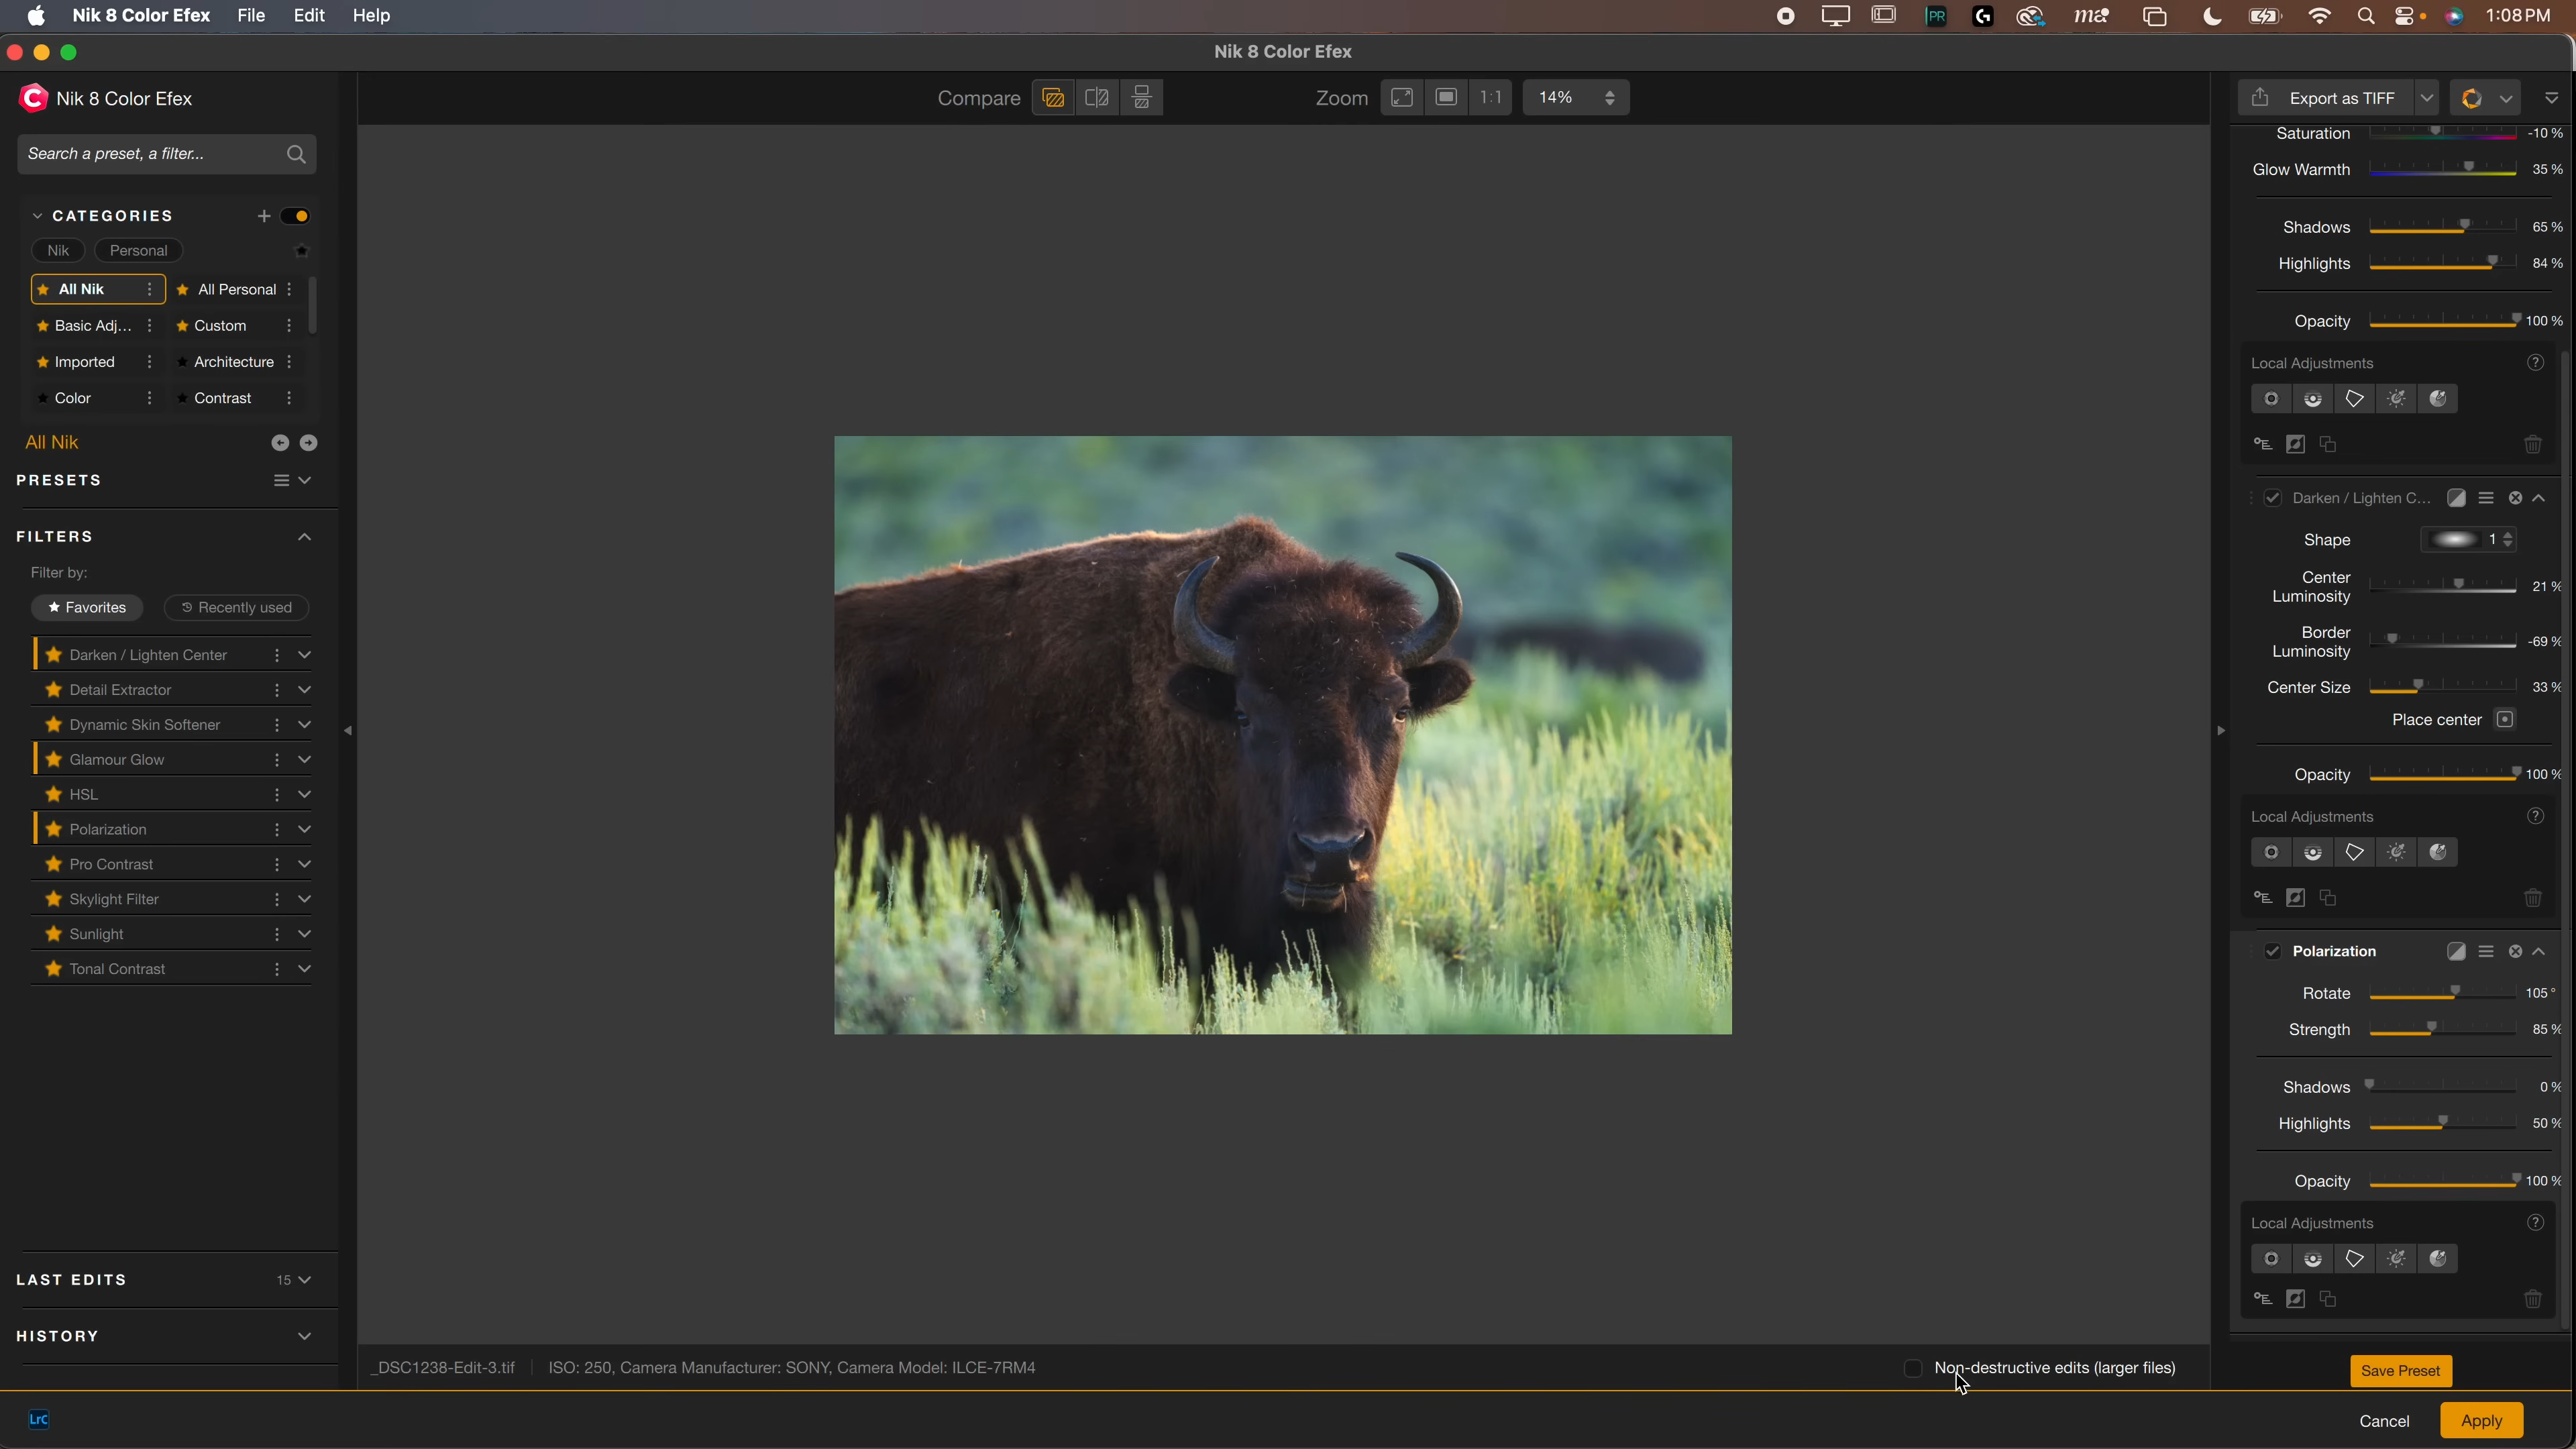 Nik 8 Color Efex File Edit Help PR 1:08 PM
Nik 8 Color Efex
Nik 8 Color Efex
Compare Zoom 1:1 14% Export as TIFF
Search a preset, a filter...
CATEGORIES
Nik Personal
All Nik All Personal
Basic Adj... Custom
Imported Architecture
Color Contrast
All Nik
PRESETS
FILTERS
Filter by:
Favorites Recently used
Darken / Lighten Center
Detail Extractor
Dynamic Skin Softener
Glamour Glow
HSL
Polarization
Pro Contrast
Skylight Filter
Sunlight
Tonal Contrast
LAST EDITS 15
HISTORY
Saturation -10 %
Glow Warmth 35 %
Shadows 65 %
Highlights 84 %
Opacity 100 %
Local Adjustments ?
Darken / Lighten C...
Shape 1
Center Luminosity 21 %
Border Luminosity -69 %
Center Size 33 %
Place center
Opacity 100 %
Local Adjustments ?
Polarization
Rotate 105 °
Strength 85 %
Shadows 0 %
Highlights 50 %
Opacity 100 %
Local Adjustments ?
_DSC1238-Edit-3.tif ISO: 250, Camera Manufacturer: SONY, Camera Model: ILCE-7RM4 Non-destructive edits (larger files) Save Preset
LrC Cancel Apply